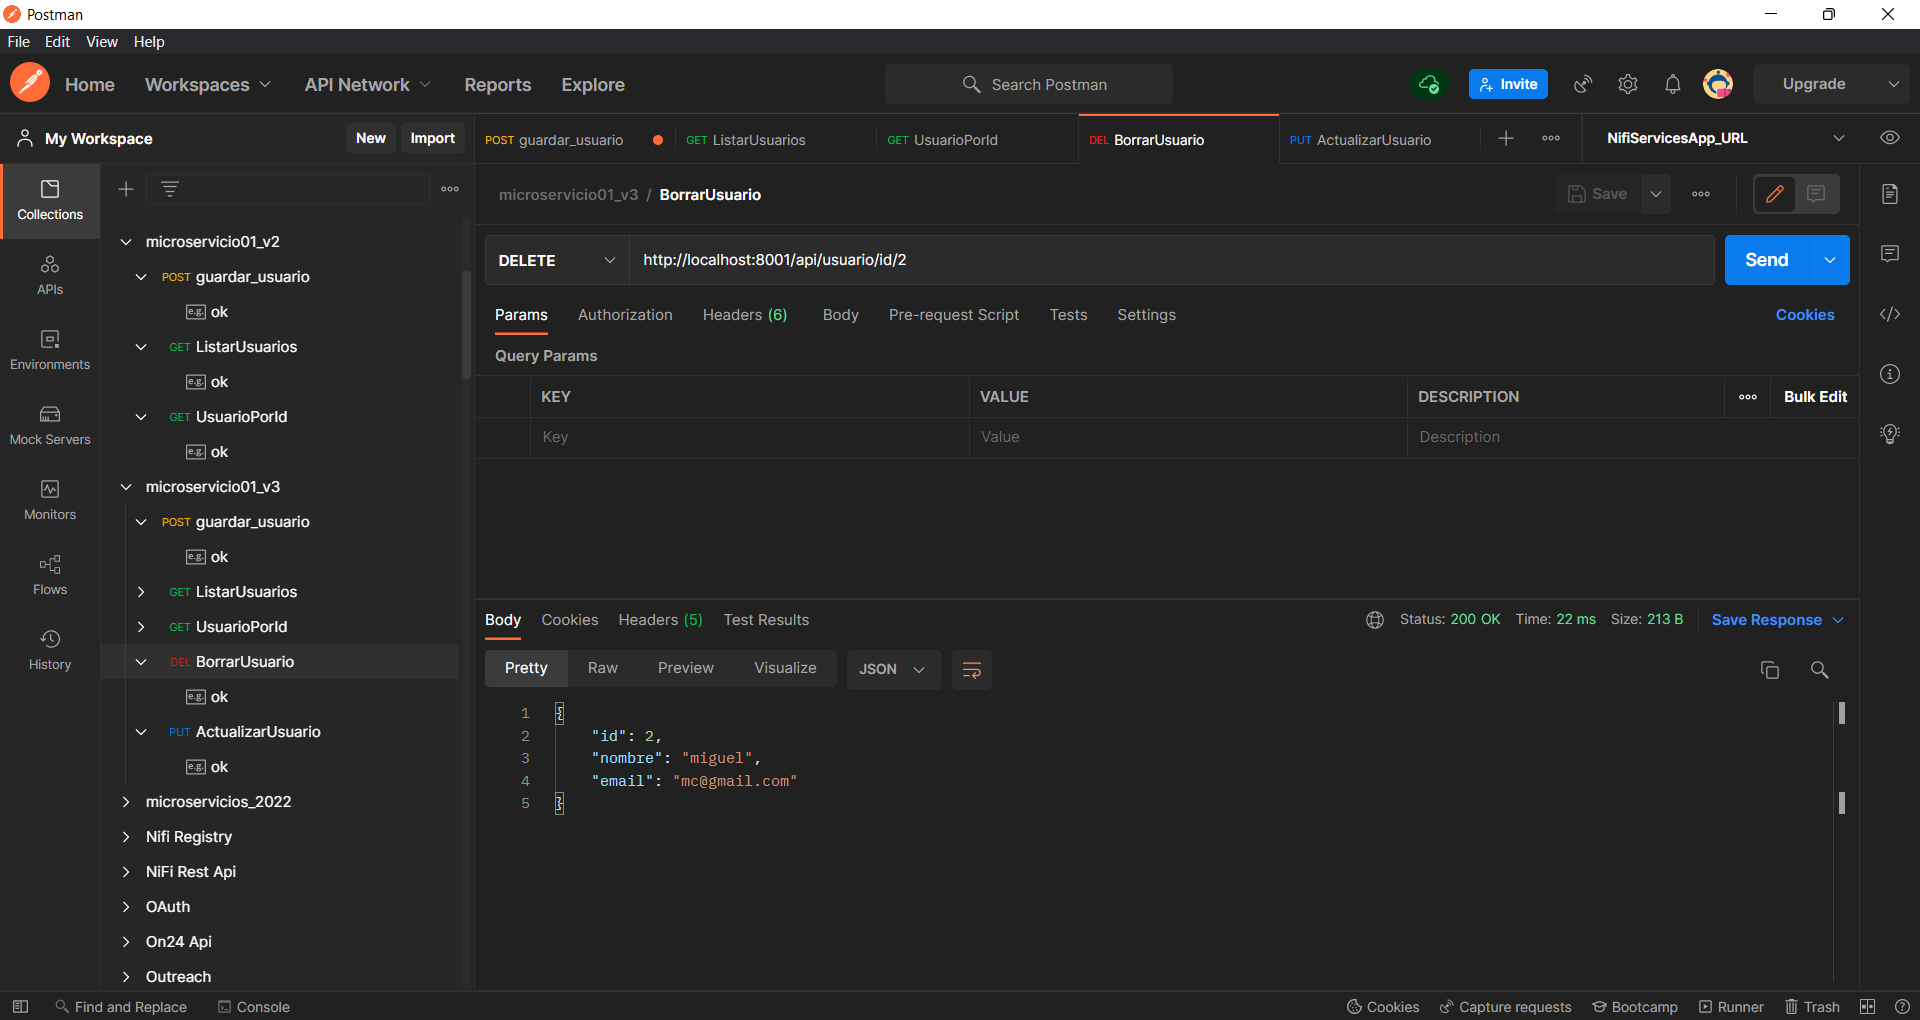 Postman
File Edit View Help
Home Workspaces API Network Reports Explore Search Postman Invite Upgrade
My Workspace New Import POST guardar_usuario GET ListarUsuarios GET UsuarioPorId DEL BorrarUsuario PUT ActualizarUsuario NifiServicesApp_URL
Collections
APIs
Environments
Mock Servers
Monitors
Flows
History
microservicio01_v2
POST guardar_usuario
e.g. ok
GET ListarUsuarios
e.g. ok
GET UsuarioPorId
e.g. ok
microservicio01_v3
POST guardar_usuario
e.g. ok
GET ListarUsuarios
GET UsuarioPorId
DEL BorrarUsuario
e.g. ok
PUT ActualizarUsuario
e.g. ok
microservicios_2022
Nifi Registry
NiFi Rest Api
OAuth
On24 Api
Outreach
microservicio01_v3 / BorrarUsuario Save
DELETE http://localhost:8001/api/usuario/id/2 Send
Params Authorization Headers (6) Body Pre-request Script Tests Settings Cookies
Query Params
KEY VALUE DESCRIPTION Bulk Edit
Key Value Description
Body Cookies Headers (5) Test Results Status: 200 OK Time: 22 ms Size: 213 B Save Response
Pretty Raw Preview Visualize JSON
1 {
2 "id": 2,
3 "nombre": "miguel",
4 "email": "mc@gmail.com"
5 }
Find and Replace Console Cookies Capture requests Bootcamp Runner Trash